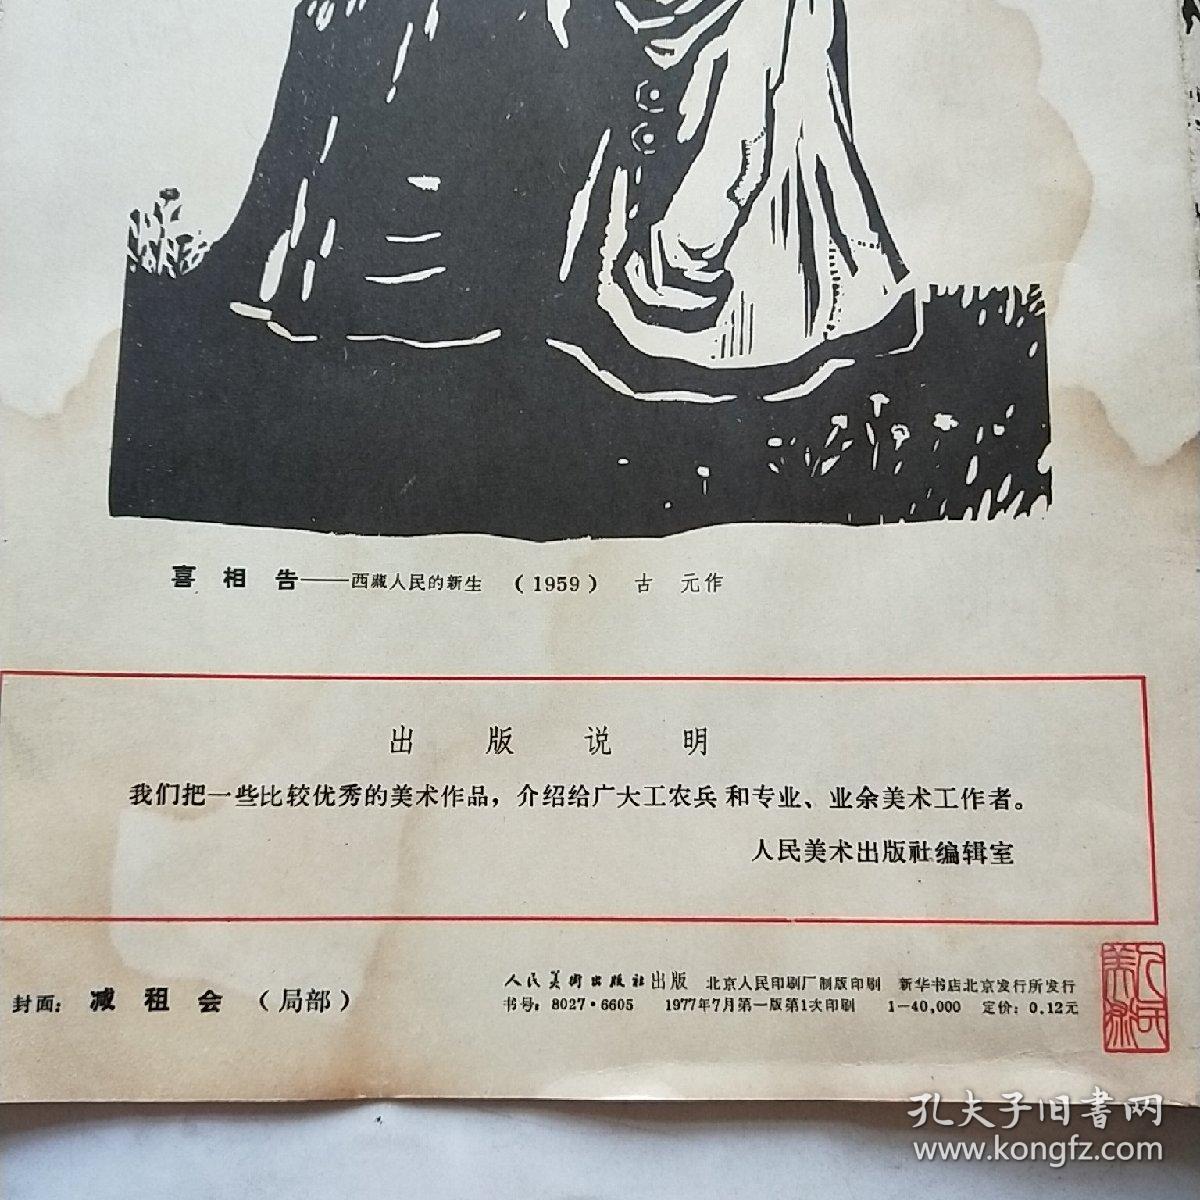 喜相告——西藏人民的新生 (1959) 古 元作
出版说明
我们把一些比较优秀的美术作品，介绍给广大工农兵和专业、业余美术工作者。
人民美术出版社编辑室
封面：减租会（局部）
人民美術出版社出版 北京人民印刷厂制版印刷 新华书店北京发行所发行
书号：8027·6605 1977年7月第一版第1次印刷 1—40,000 定价：0.12元
人民美術
孔夫子旧书网
www.kongfz.com